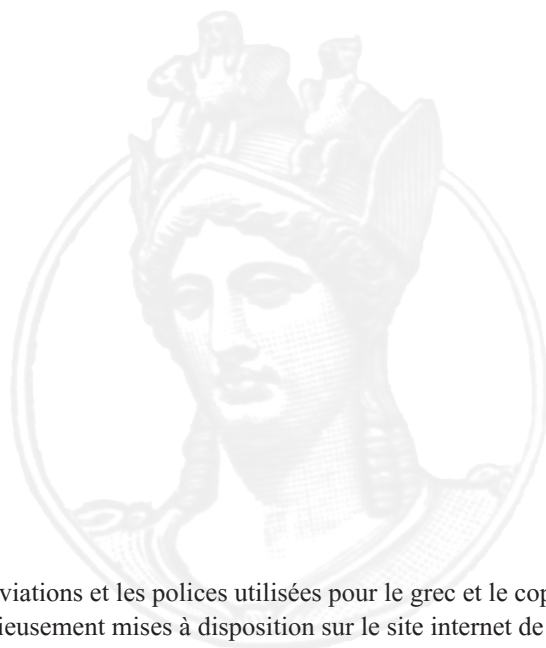 viations et les polices utilisées pour le grec et le cop
ieusement mises à disposition sur le site internet de